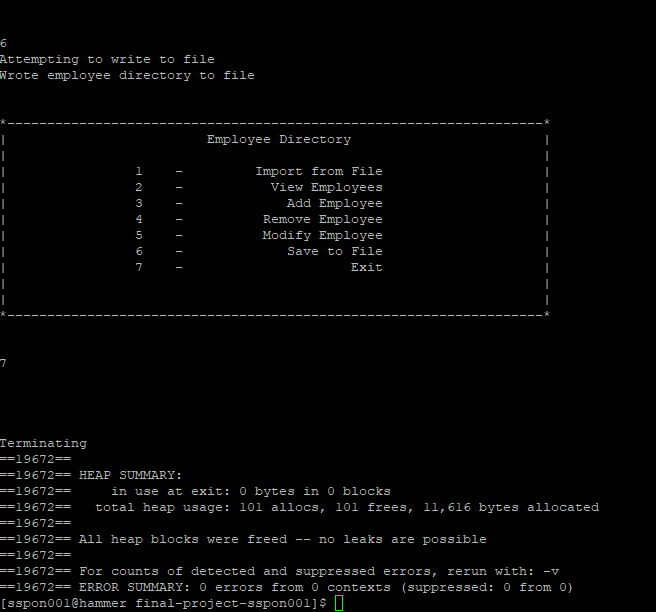 6
Attempting to write to file
Wrote employee directory to file
*-------------------------------------------------------------------*
| Employee Directory |
| |
| 1 - Import from File |
| 2 - View Employees |
| 3 - Add Employee |
| 4 - Remove Employee |
| 5 - Modify Employee |
| 6 - Save to File |
| 7 - Exit |
| |
| |
*-------------------------------------------------------------------*
7
Terminating
==19672==
==19672== HEAP SUMMARY:
==19672==     in use at exit: 0 bytes in 0 blocks
==19672==   total heap usage: 101 allocs, 101 frees, 11,616 bytes allocated
==19672==
==19672== All heap blocks were freed -- no leaks are possible
==19672==
==19672== For counts of detected and suppressed errors, rerun with: -v
==19672== ERROR SUMMARY: 0 errors from 0 contexts (suppressed: 0 from 0)
[sspon001@hammer final-project-sspon001]$